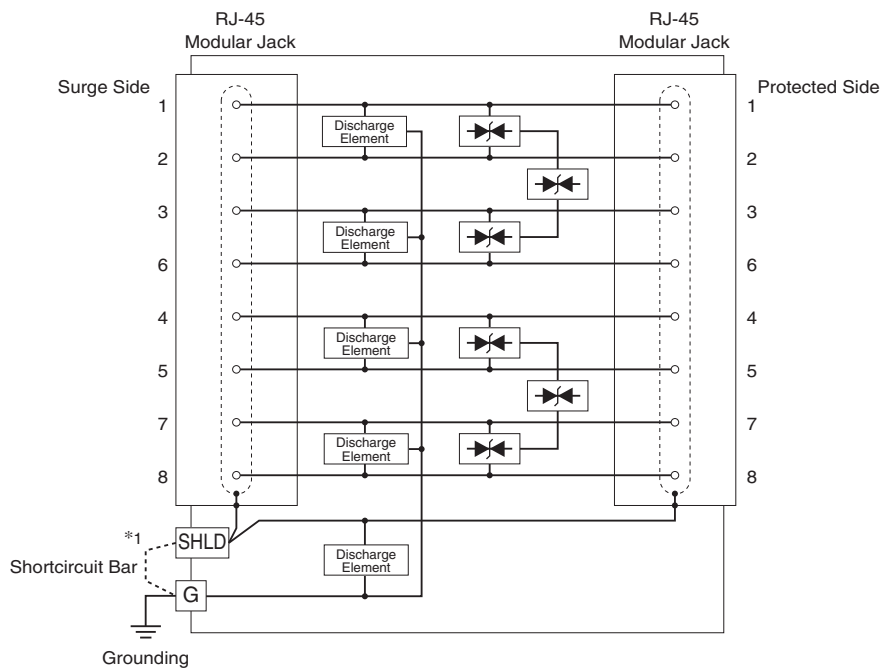 RJ-45
Modular Jack
RJ-45
Modular Jack
Surge Side
Protected Side
1
1
Discharge
Element
2
2
3
3
Discharge
Element
6
6
4
4
Discharge
Element
5
5
7
7
Discharge
Element
8
8
*1
SHLD
Shortcircuit Bar
Discharge
Element
G
Grounding